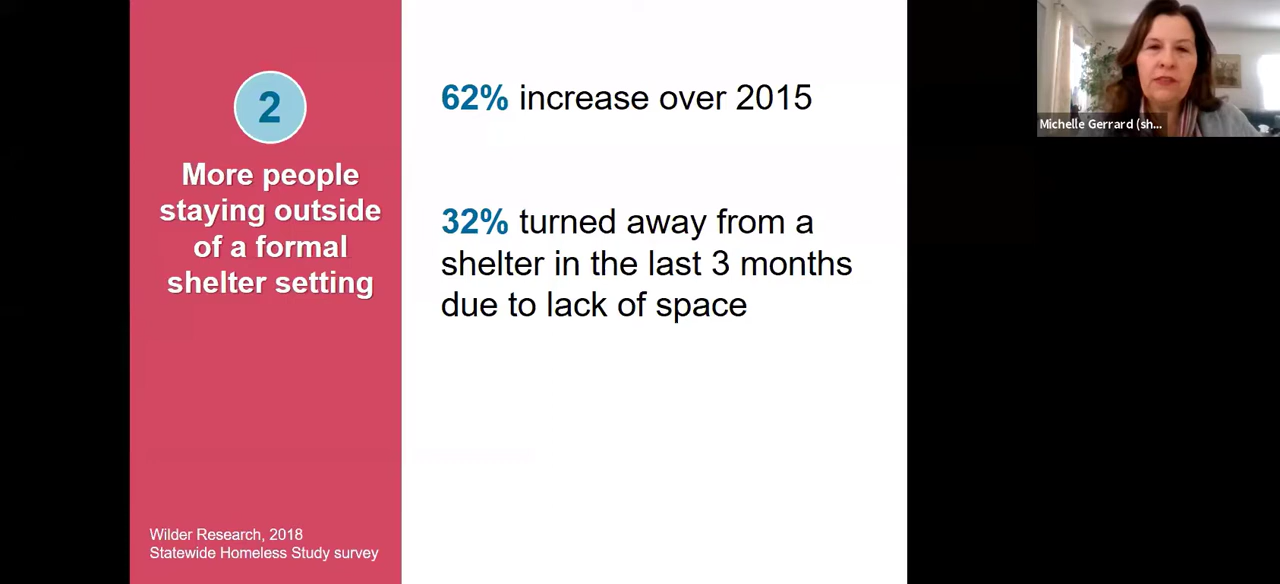 2
More people
staying outside
of a formal
shelter setting
Wilder Research, 2018
Statewide Homeless Study survey
62% increase over 2015
32% turned away from a
shelter in the last 3 months
due to lack of space
Michelle Gerrard (sh...